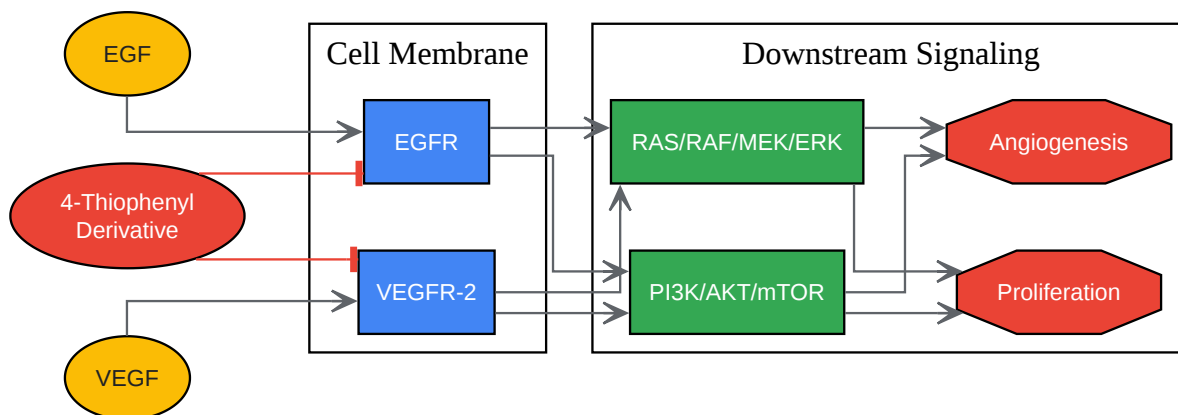 EGF
Cell Membrane
Downstream Signaling
EGFR
RAS/RAF/MEK/ERK
Angiogenesis
4-Thiophenyl
Derivative
VEGFR-2
PI3K/AKT/mTOR
Proliferation
VEGF